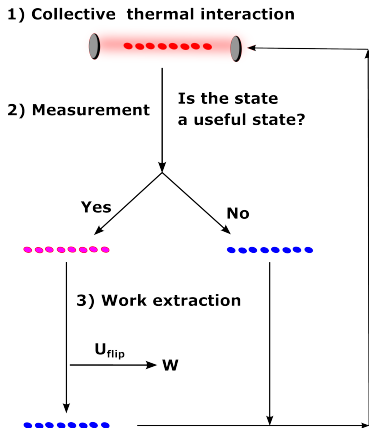 1) Collective thermal interaction
2) Measurement
Is the state
a useful state?
Yes
No
3) Work extraction
U_flip
W